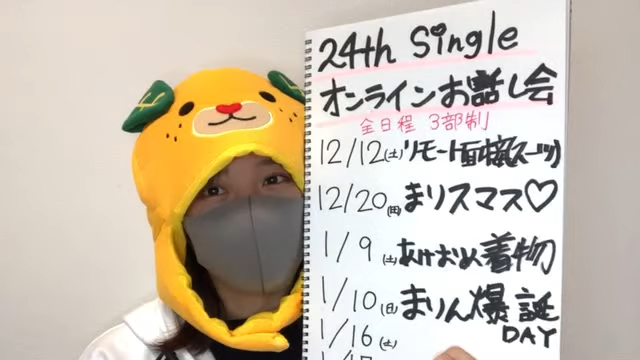 24th Single
オンラインお話し会
全日程 3部制
12/12(土)リモート面接(スーツ)
12/20(日)まりスマス♡
1/9(土)あけおめ着物
1/10(日)まりん爆誕
DAY
1/16(土)
1/17